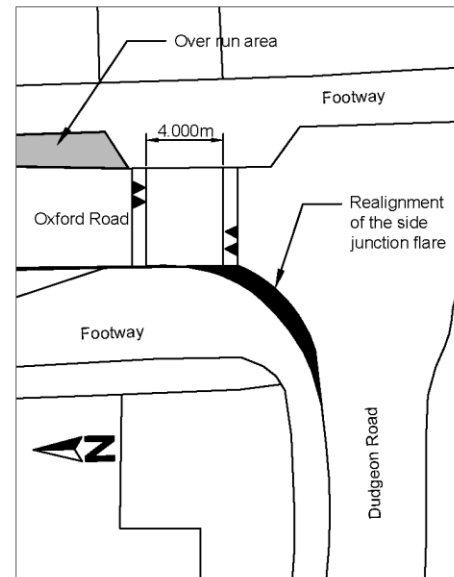 Over run area
Footway
4.000m
Oxford Road
Realignment
of the side
junction flare
Footway
N
Dudgeon Road